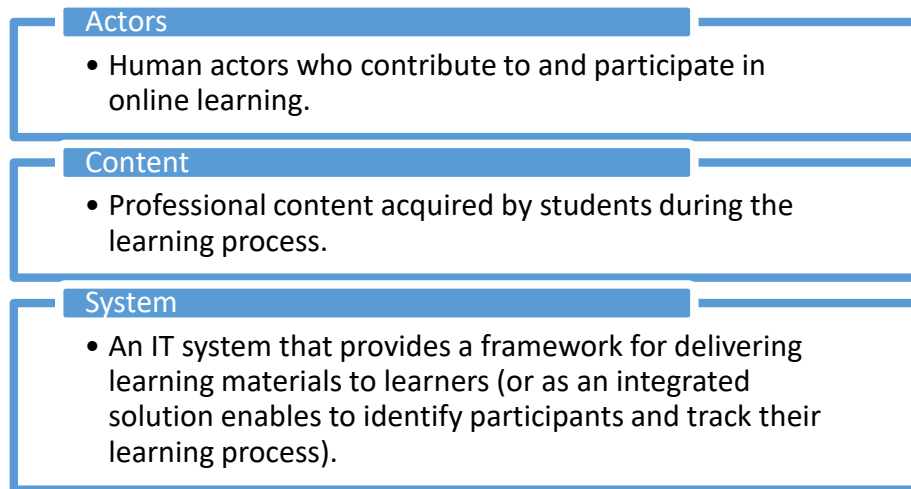 Actors
• Human actors who contribute to and participate in
online learning.
Content
• Professional content acquired by students during the
learning process.
System
• An IT system that provides a framework for delivering
learning materials to learners (or as an integrated
solution enables to identify participants and track their
learning process).